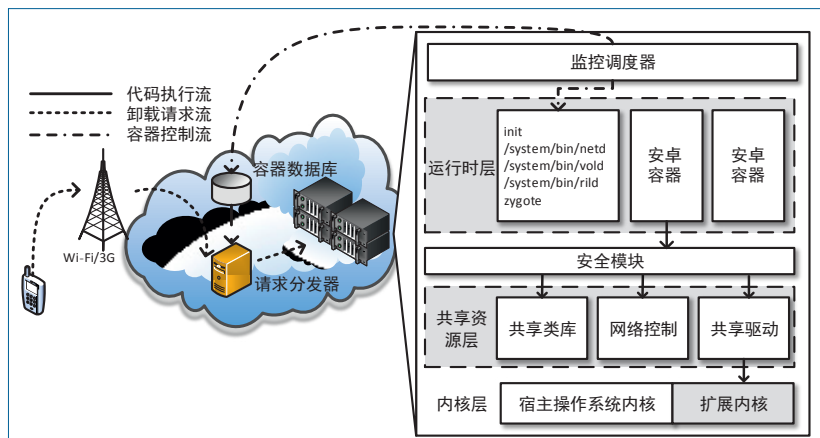 代码执行流
卸载请求流
容器控制流
Wi-Fi/3G
容器数据库
请求分发器
监控调度器
运行时层
init
/system/bin/netd
/system/bin/vold
/system/bin/rild
zygote
安卓
容器
安卓
容器
安全模块
共享资
源层
共享类库
网络控制
共享驱动
内核层
宿主操作系统内核
扩展内核